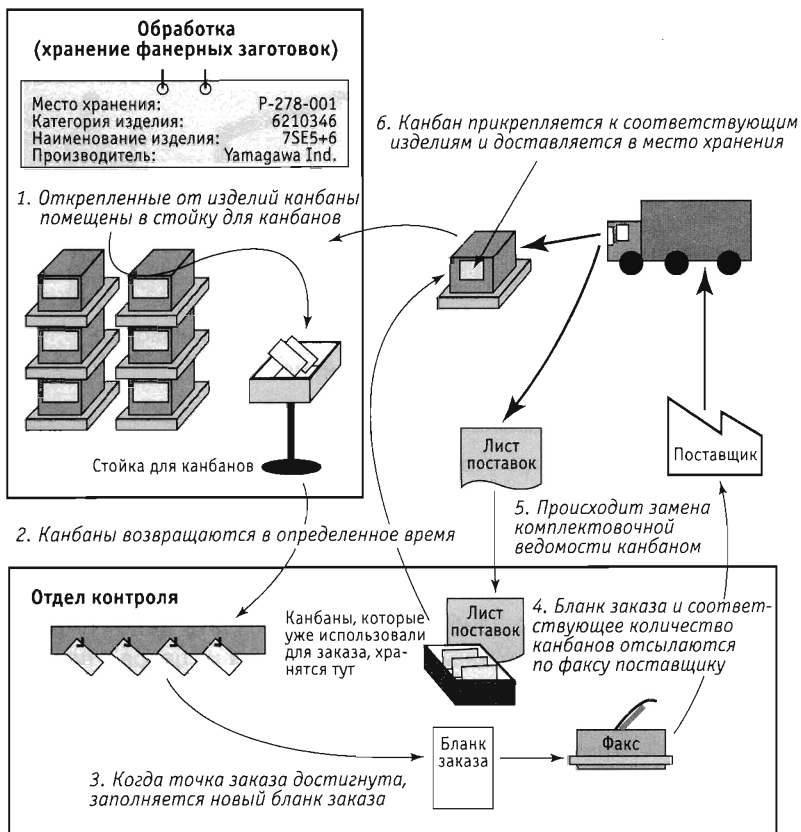 Обработка
(хранение фанерных заготовок)
Место хранения: P-278-001
Категория изделия: 6210346
Наименование изделия: 7SE5+6
Производитель: Yamagawa Ind.
6. Канбан прикрепляется к соответствующим
изделиям и доставляется в место хранения
1. Открепленные от изделий канбаны
помещены в стойку для канбанов
Стойка для канбанов
Лист
поставок
Поставщик
5. Происходит замена
комплектовочной
ведомости канбаном
2. Канбаны возвращаются в определенное время
Отдел контроля
Канбаны, которые
уже использовали
для заказа, хра-
нятся тут
Лист
поставок
4. Бланк заказа и соответ-
ствующее количество
канбанов отсылаются
по факсу поставщику
Бланк
заказа
Факс
3. Когда точка заказа достигнута,
заполняется новый бланк заказа